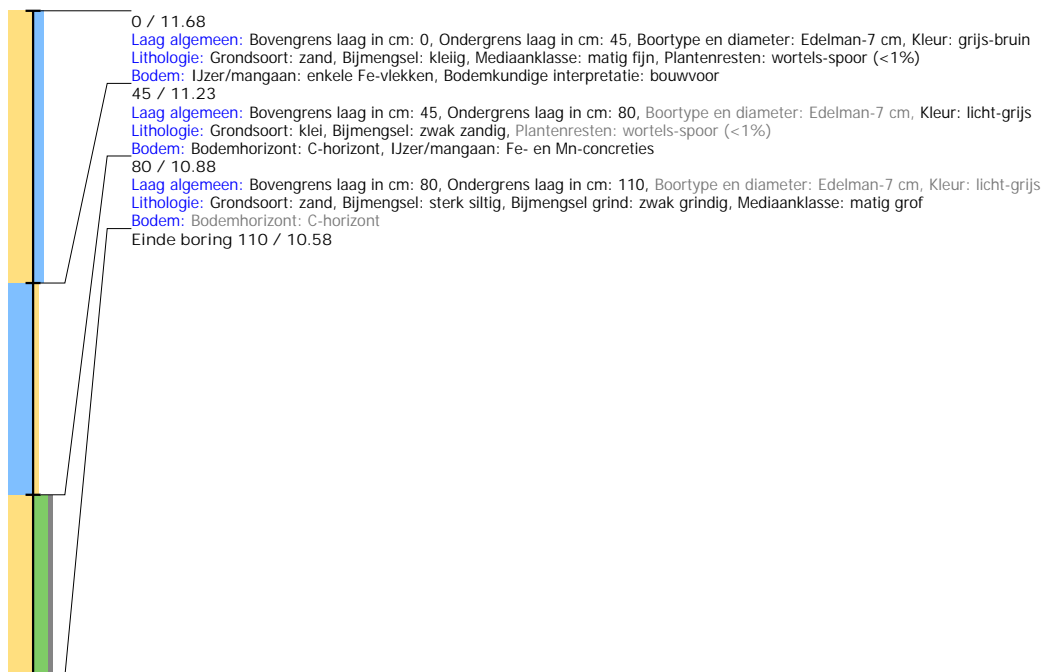 0 / 11.68
Laag algemeen: Bovengrens laag in cm: 0, Ondergrens laag in cm: 45, Boortype en diameter: Edelman-7 cm, Kleur: grijs-bruin
Lithologie: Grondsoort: zand, Bijmengsel: kleiig, Mediaanklasse: matig fijn, Plantenresten: wortels-spoor (<1%)
Bodem: IJzer/mangaan: enkele Fe-vlekken, Bodemkundige interpretatie: bouwvoor
45 / 11.23
Laag algemeen: Bovengrens laag in cm: 45, Ondergrens laag in cm: 80, Boortype en diameter: Edelman-7 cm, Kleur: licht-grijs
Lithologie: Grondsoort: klei, Bijmengsel: zwak zandig, Plantenresten: wortels-spoor (<1%)
Bodem: Bodemhorizont: C-horizont, IJzer/mangaan: Fe- en Mn-concreties
80 / 10.88
Laag algemeen: Bovengrens laag in cm: 80, Ondergrens laag in cm: 110, Boortype en diameter: Edelman-7 cm, Kleur: licht-grijs
Lithologie: Grondsoort: zand, Bijmengsel: sterk siltig, Bijmengsel grind: zwak grindig, Mediaanklasse: matig grof
Bodem: Bodemhorizont: C-horizont
Einde boring 110 / 10.58